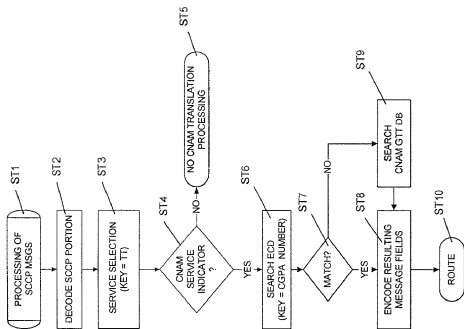 ST1
PROCESSING OF
SCCP MSGS
ST2
DECODE SCCP PORTION
ST3
SERVICE SELECTION
(KEY = TT)
ST4
CNAM
SERVICE
INDICATOR
?
NO
ST5
NO CNAM TRANSLATION
PROCESSING
YES
ST6
SEARCH ECD
(KEY = CGPA NUMBER)
ST7
MATCH?
NO
ST9
SEARCH
CNAM GTT DB
YES
ST8
ENCODE RESULTING
MESSAGE FIELDS
ST10
ROUTE